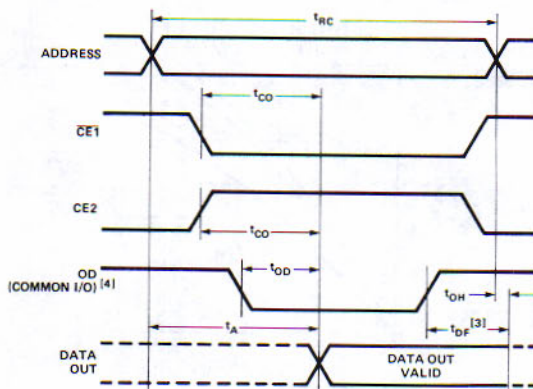 tRC
ADDRESS
tCO
CE1
CE2
tCO
OD
(COMMON I/O) [4]
tOD
tOH
tA
tDF [3]
DATA
OUT
DATA OUT
VALID